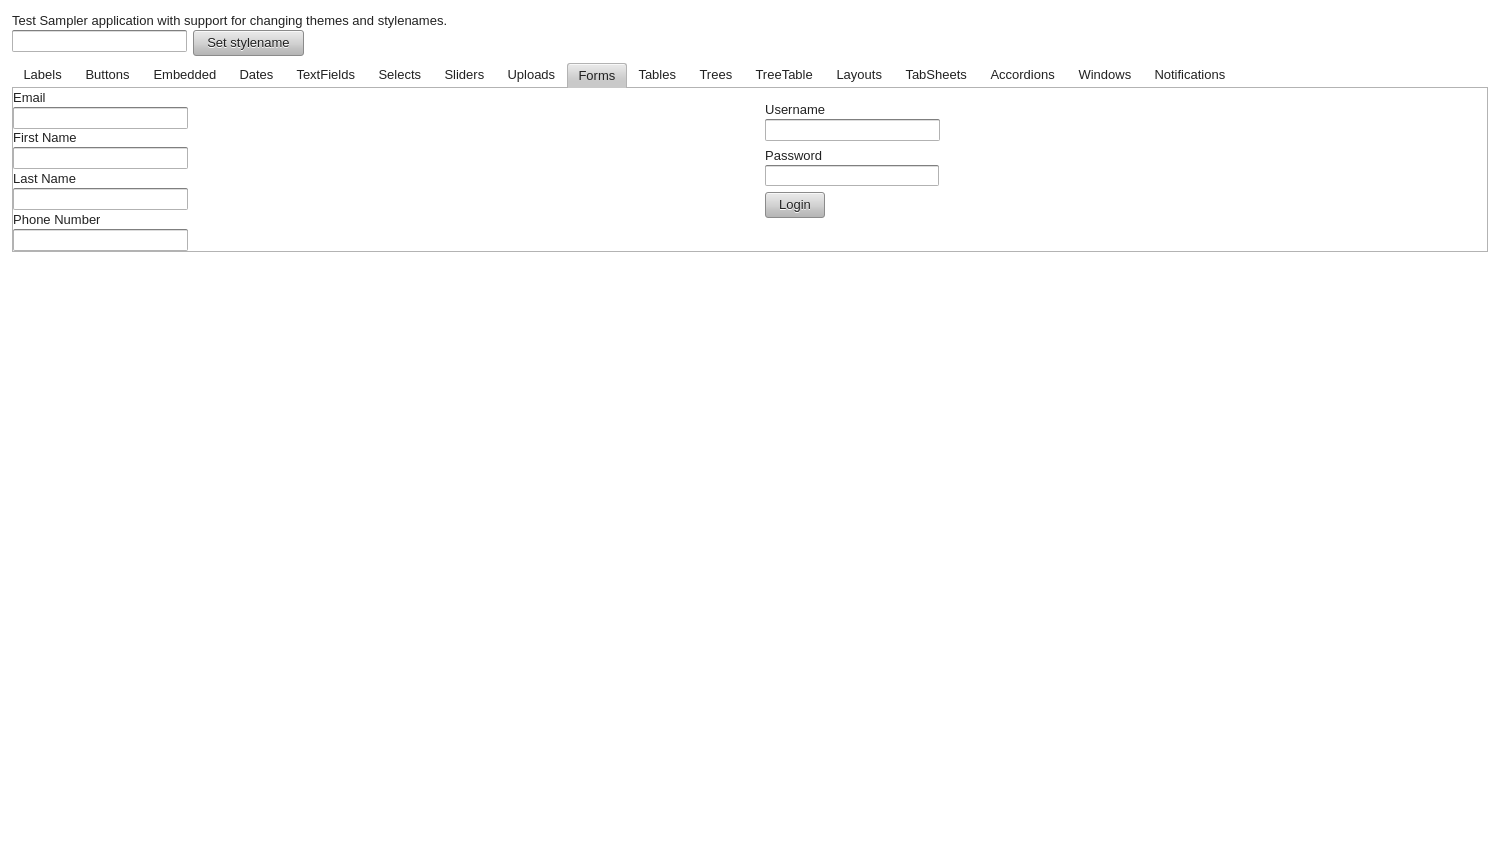 Test Sampler application with support for changing themes and stylenames.
Set stylename
Labels Buttons Embedded Dates TextFields Selects Sliders Uploads Forms Tables Trees TreeTable Layouts TabSheets Accordions Windows Notifications
Email
First Name
Last Name
Phone Number
Username
Password
Login